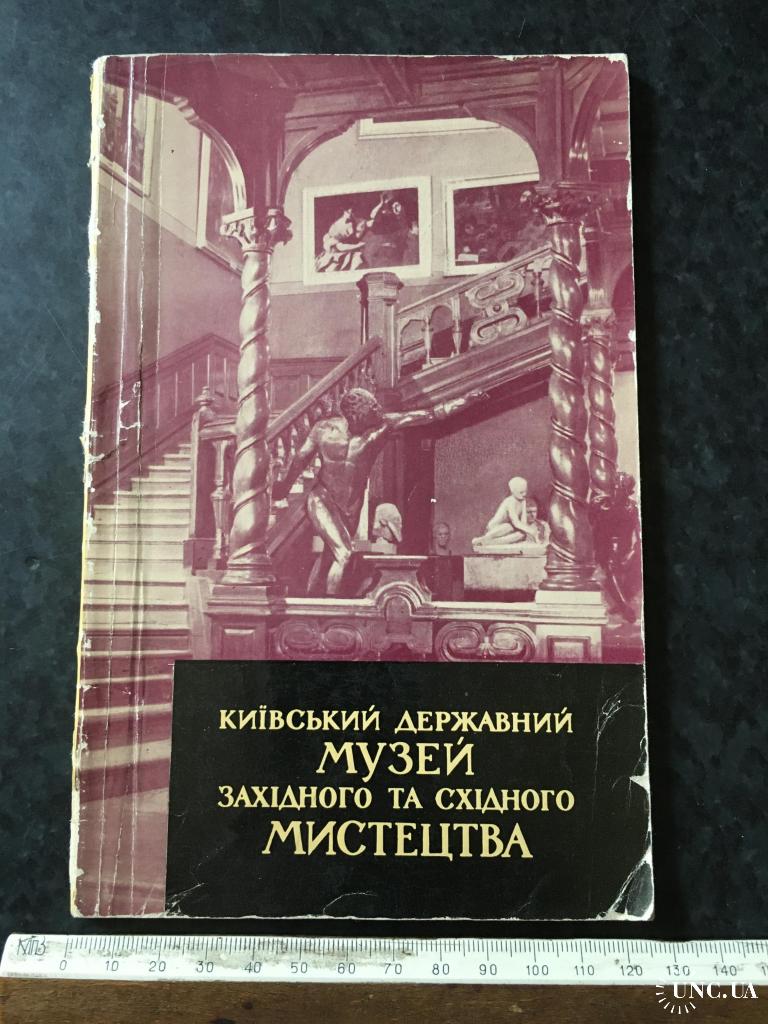 КИЇВСЬКИЙ ДЕРЖАВНИЙ
МУЗЕЙ
ЗАХІДНОГО ТА СХІДНОГО
МИСТЕЦТВА
0 10 20 30 40 50 60 70 80 90 100 110 120 130 140
UNC.UA